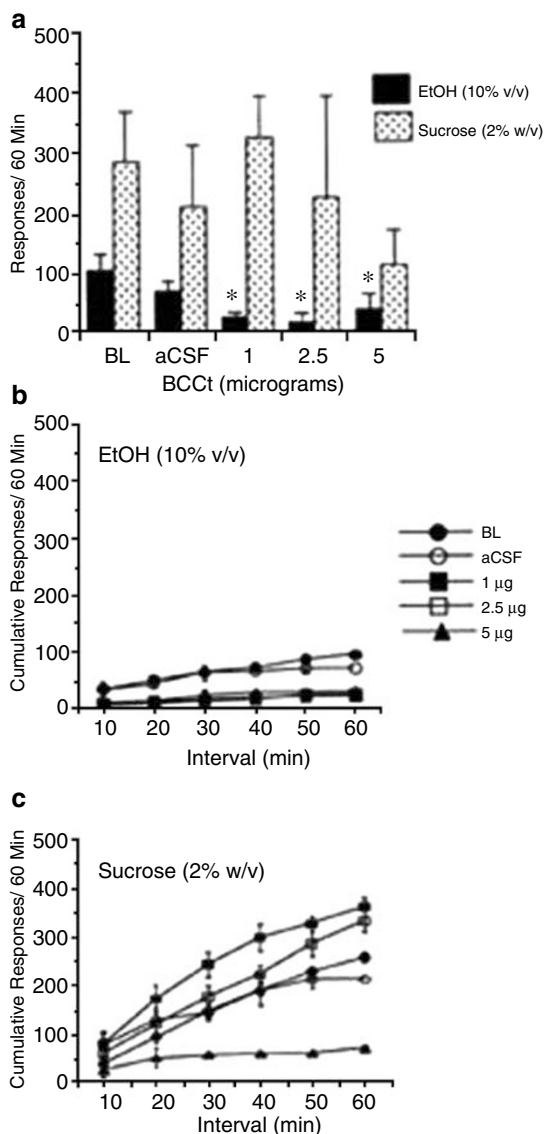 a
500
400
300
200
100
0
Responses/ 60 Min
EtOH (10% v/v)
Sucrose (2% w/v)
*
*
*
BL aCSF 1 2.5 5
BCCt (micrograms)
b
500
400
300
200
100
0
Cumulative Responses/ 60 Min
EtOH (10% v/v)
BL
aCSF
1 µg
2.5 µg
5 µg
10 20 30 40 50 60
Interval (min)
c
500
400
300
200
100
0
Cumulative Responses/ 60 Min
Sucrose (2% w/v)
10 20 30 40 50 60
Interval (min)